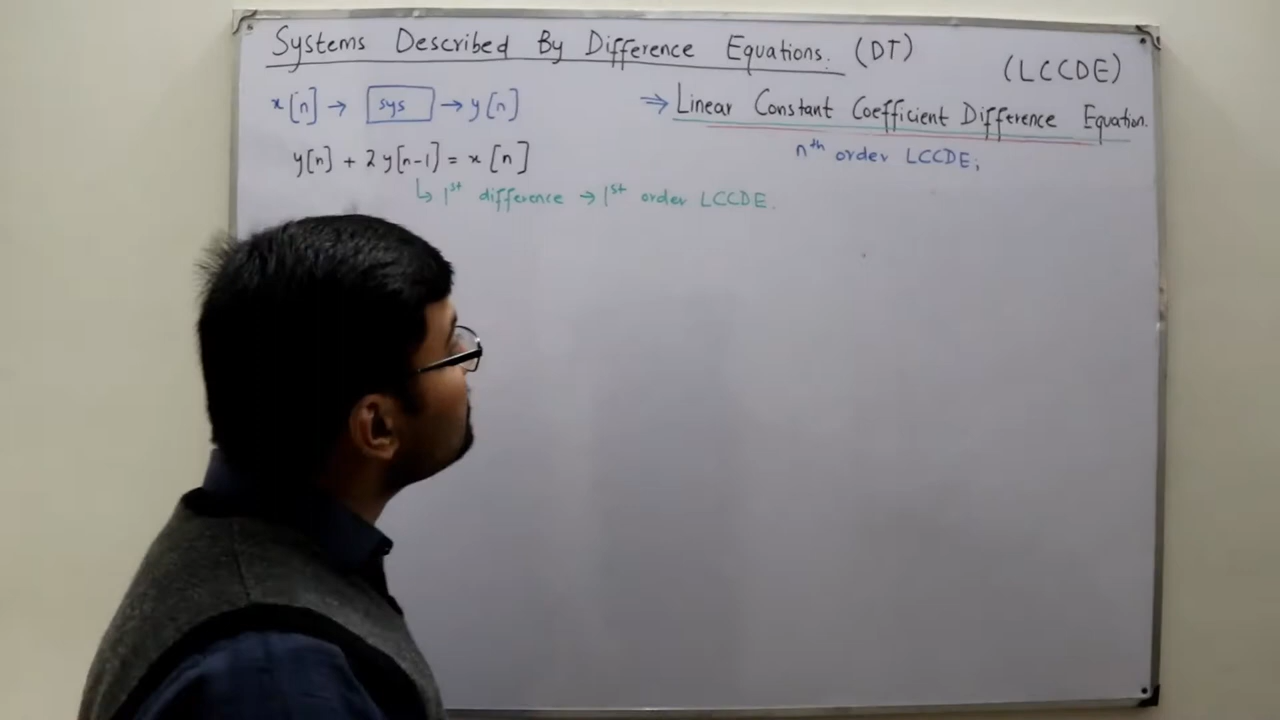 Systems Described By Difference Equations. (DT)
(LCCDE)
x[n] → sys → y[n]
⇒ Linear Constant Coefficient Difference Equation.
y[n] + 2y[n-1] = x[n]
nth order LCCDE;
↳ 1st difference → 1st order LCCDE.